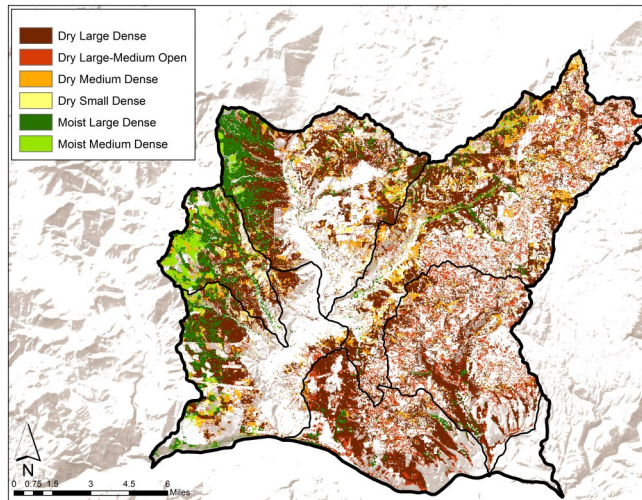 Dry Large Dense
Dry Large-Medium Open
Dry Medium Dense
Dry Small Dense
Moist Large Dense
Moist Medium Dense
N
0 0.75 1.5 3 4.5 6
Miles